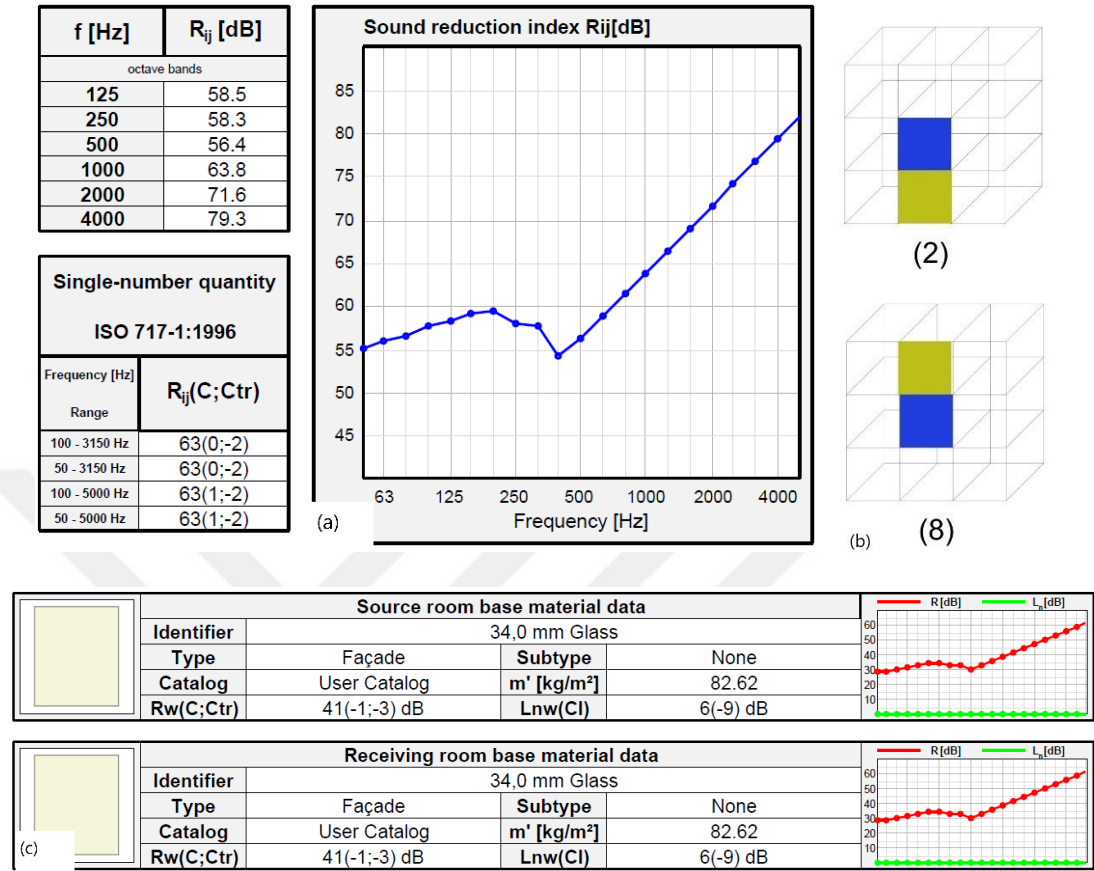 f [Hz] Rij [dB]
octave bands
125 58.5
250 58.3
500 56.4
1000 63.8
2000 71.6
4000 79.3
Single-number quantity
ISO 717-1:1996
Frequency [Hz]
Range
Rij(C;Ctr)
100 - 3150 Hz 63(0;-2)
50 - 3150 Hz 63(0;-2)
100 - 5000 Hz 63(1;-2)
50 - 5000 Hz 63(1;-2)
Sound reduction index Rij[dB]
85
80
75
70
65
60
55
50
45
63 125 250 500 1000 2000 4000
Frequency [Hz]
(a)
(2)
(8)
(b)
Source room base material data
Identifier 34,0 mm Glass
Type Façade Subtype None
Catalog User Catalog m' [kg/m²] 82.62
Rw(C;Ctr) 41(-1;-3) dB Lnw(CI) 6(-9) dB
R[dB] Ln[dB]
60
50
40
30
20
10
Receiving room base material data
Identifier 34,0 mm Glass
Type Façade Subtype None
Catalog User Catalog m' [kg/m²] 82.62
Rw(C;Ctr) 41(-1;-3) dB Lnw(CI) 6(-9) dB
R[dB] Ln[dB]
60
50
40
30
20
10
(c)